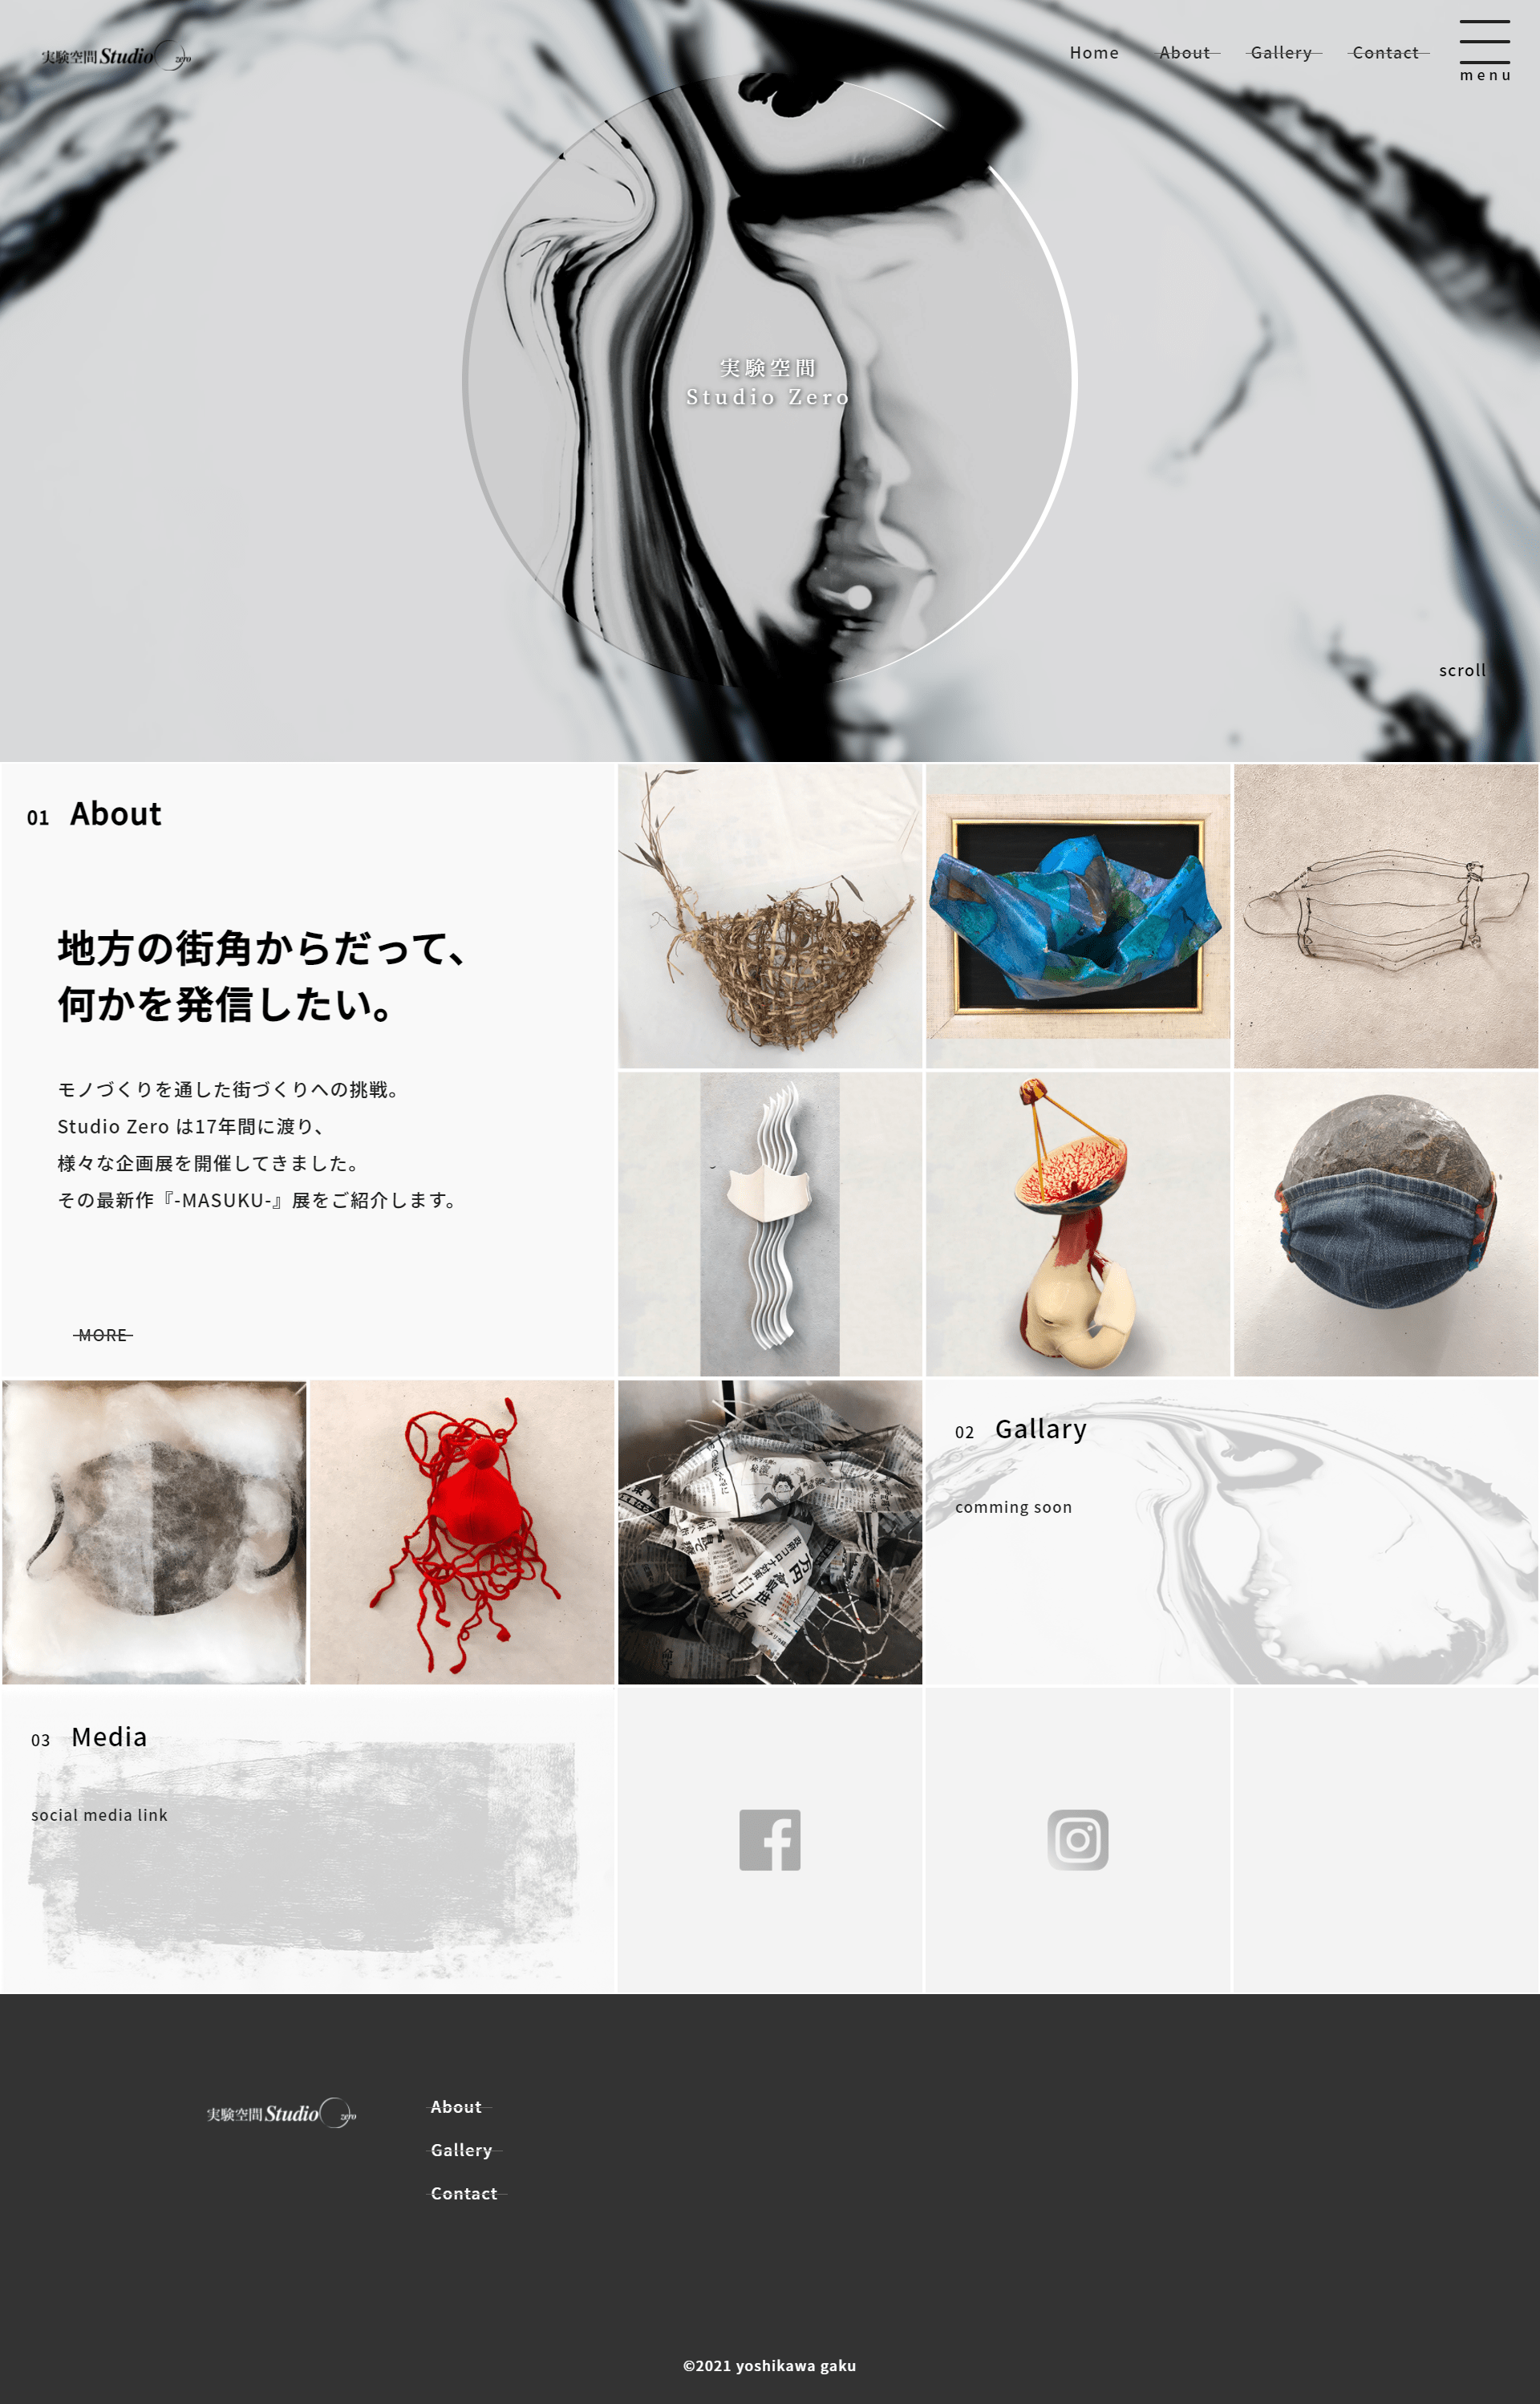 実験空間 Studio zero
Home About Gallery Contact
menu
実験空間
Studio Zero
scroll
01 About
地方の街角からだって、
何かを発信したい。
モノづくりを通した街づくりへの挑戦。
Studio Zero は17年間に渡り、
様々な企画展を開催してきました。
その最新作『-MASUKU-』展をご紹介します。
MORE
万円
02 Gallary
comming soon
03 Media
social media link
実験空間 Studio zero
About
Gallery
Contact
©2021 yoshikawa gaku